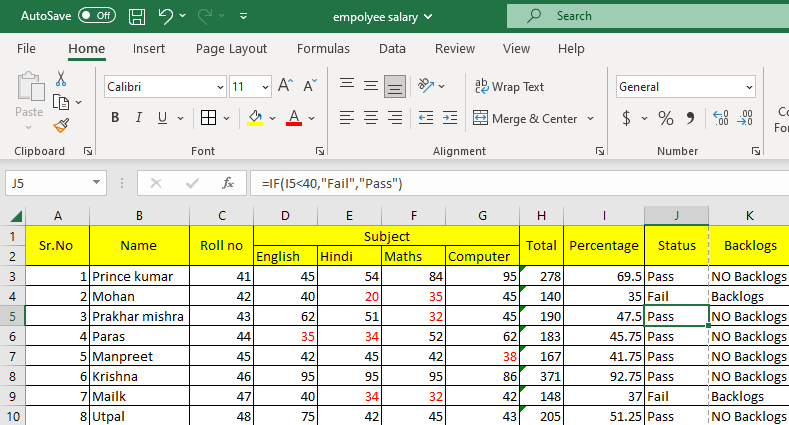 AutoSave Off empolyee salary Search
File Home Insert Page Layout Formulas Data Review View Help
Paste Calibri 11 A A ab Wrap Text General
B I U A Merge & Center $ % 9 .00 .00
Clipboard Font Alignment Number
J5 fx =IF(I5<40,"Fail","Pass")
A B C D E F G H I J K
1 Sr.No Name Roll no Subject Total Percentage Status Backlogs
2 English Hindi Maths Computer
3 1 Prince kumar 41 45 54 84 95 278 69.5 Pass NO Backlogs
4 2 Mohan 42 40 20 35 45 140 35 Fail Backlogs
5 3 Prakhar mishra 43 62 51 32 45 190 47.5 Pass NO Backlogs
6 4 Paras 44 35 34 52 62 183 45.75 Pass NO Backlogs
7 5 Manpreet 45 42 45 42 38 167 41.75 Pass NO Backlogs
8 6 Krishna 46 95 95 95 86 371 92.75 Pass NO Backlogs
9 7 Mailk 47 40 34 32 42 148 37 Fail Backlogs
10 8 Utpal 48 75 42 45 43 205 51.25 Pass NO Backlogs